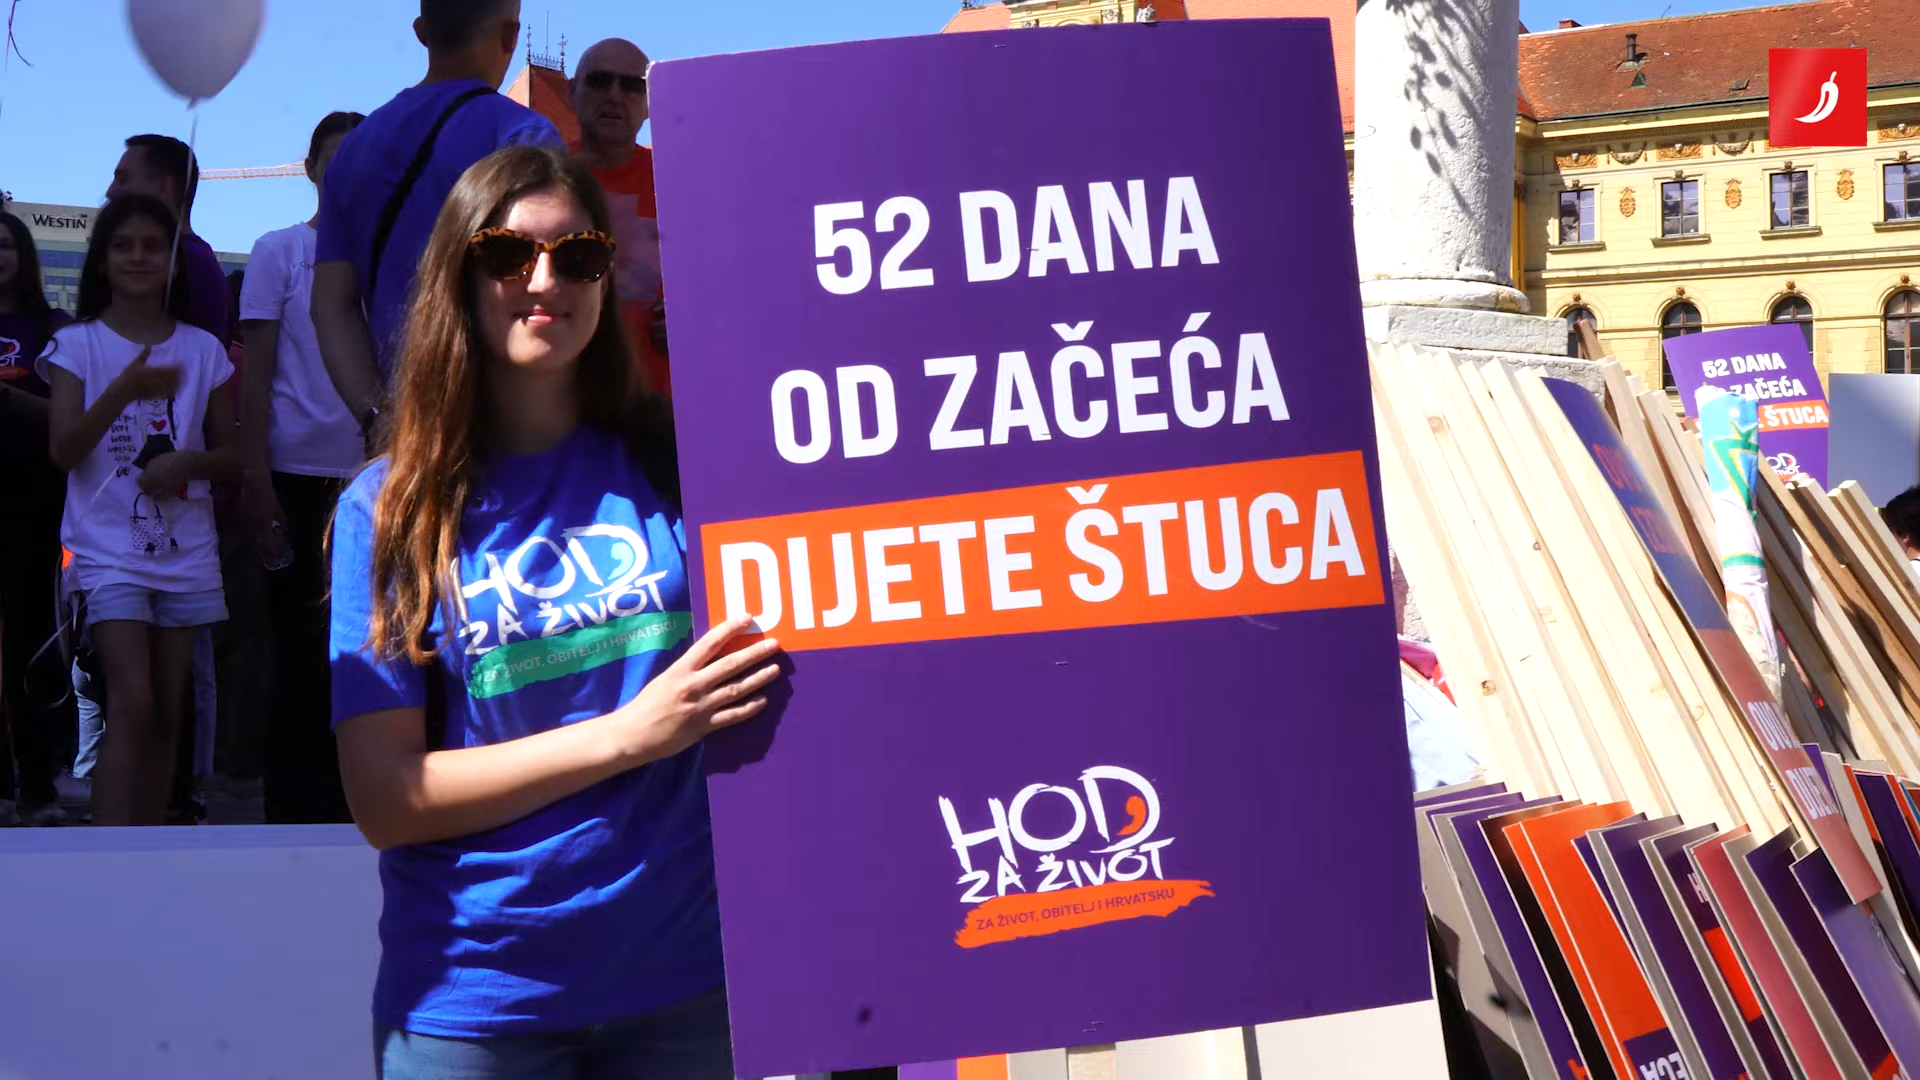 WESTIN
52 DANA
OD ZAČEĆA
DIJETE ŠTUCA
HOD
ZA ŽIVOT
ZA ŽIVOT, OBITELJ I HRVATSKU
HOD
ZA ŽIVOT
ZA ŽIVOT, OBITELJ I HRVATSKU
52 DANA
ZAČEĆA
ŠTUCA